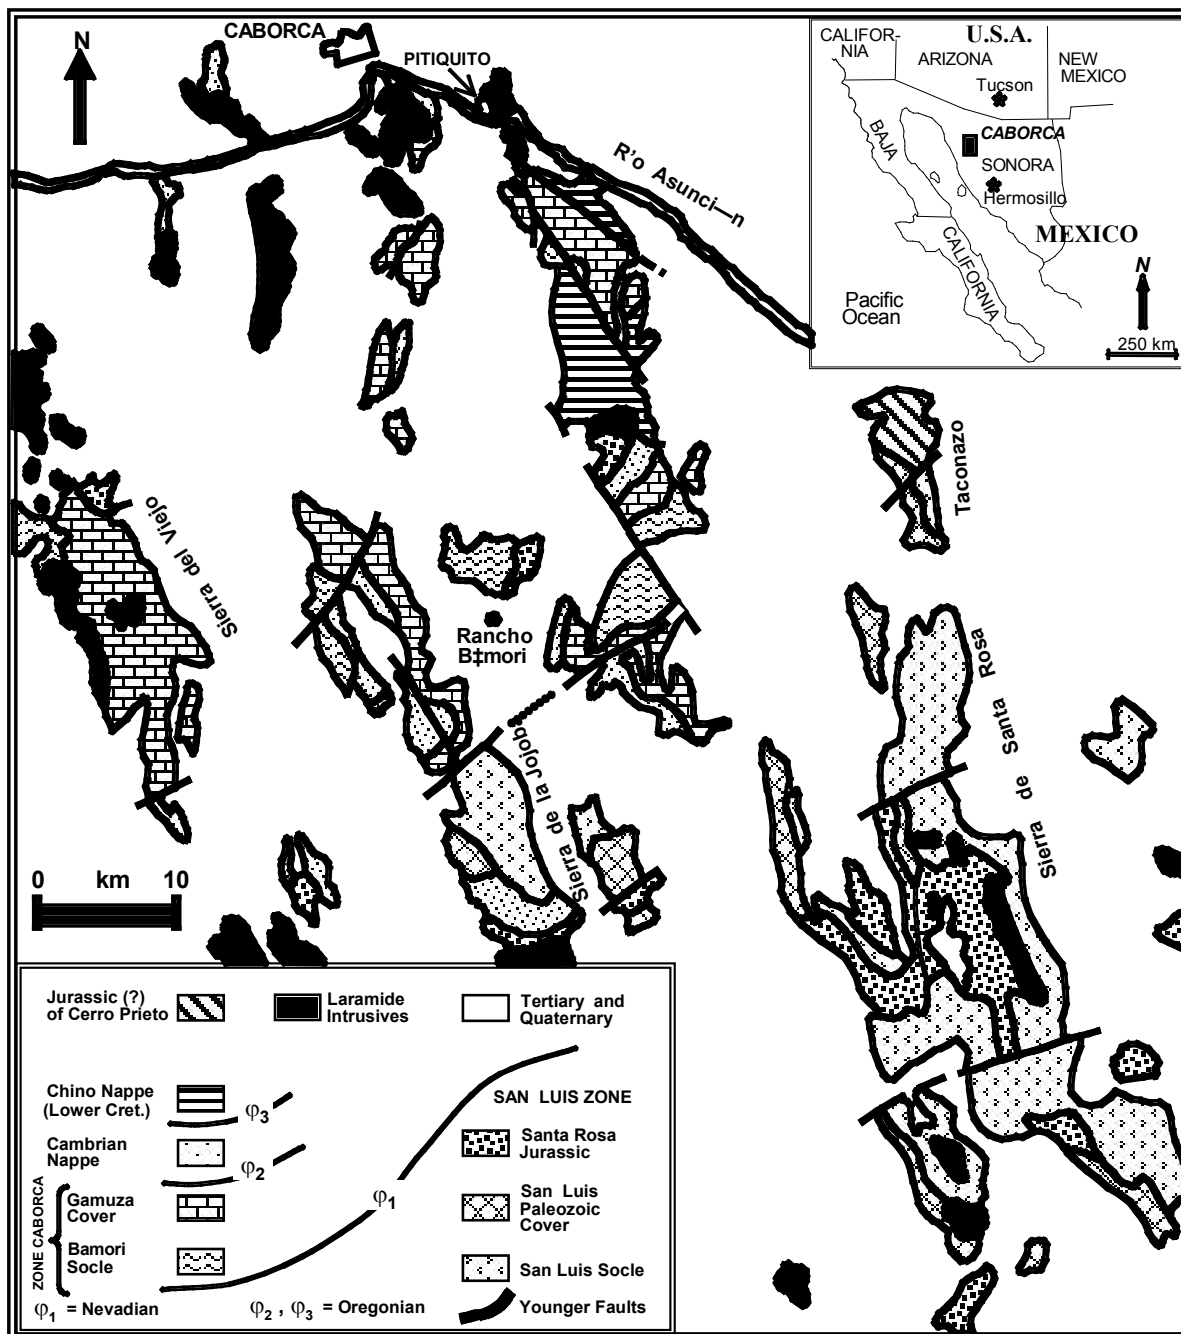 CABORCA
PITIQUITO
N
R'o Asunci—n
CALIFOR-
NIA
U.S.A.
ARIZONA
NEW
MEXICO
Tucson
BAJA
CABORCA
SONORA
Hermosillo
MEXICO
CALIFORNIA
Pacific
Ocean
N
250 km
Taconazo
Sierra del Viejo
Rancho
B‡mori
Sierra de la Jojob
Sierra de Santa Rosa
0 km 10
Jurassic (?)
of Cerro Prieto
Laramide
Intrusives
Tertiary and
Quaternary
Chino Nappe
(Lower Cret.)
φ3
SAN LUIS ZONE
Cambrian
Nappe
φ2
Santa Rosa
Jurassic
ZONE CABORCA
Gamuza
Cover
φ1
San Luis
Paleozoic
Cover
Bamori
Socle
San Luis Socle
φ1 = Nevadian
φ2 , φ3 = Oregonian
Younger Faults